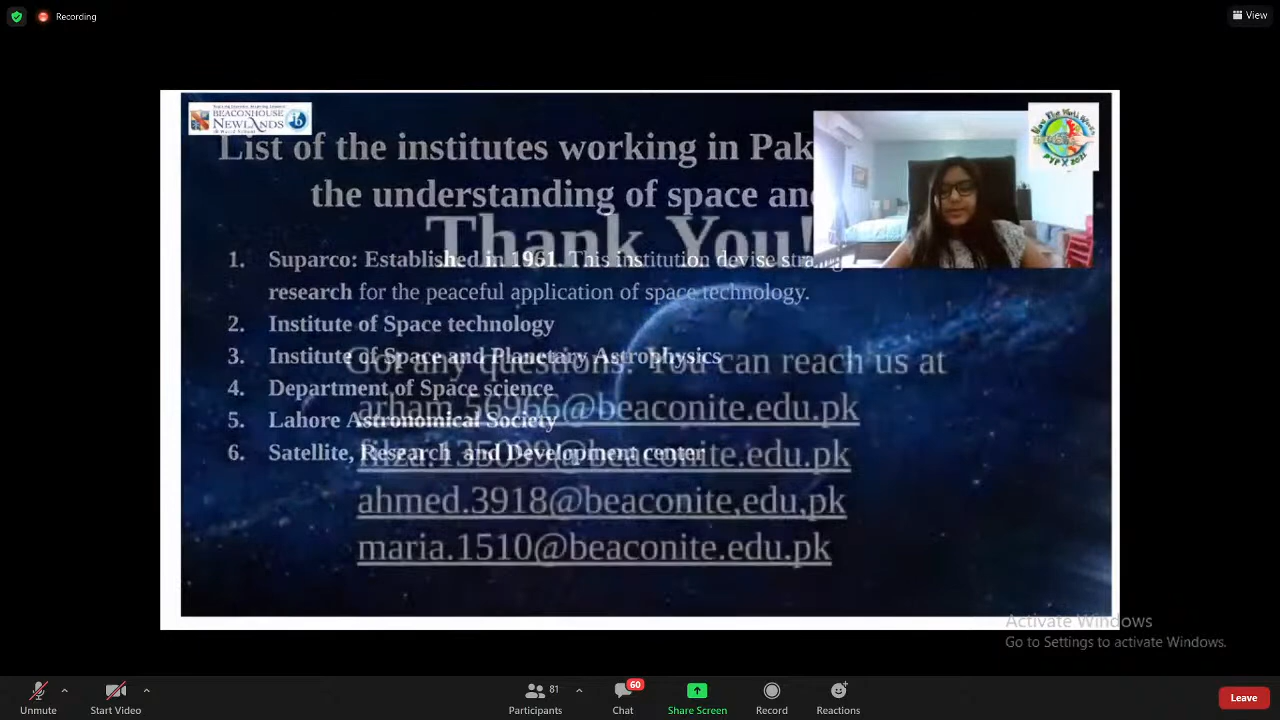 Recording
View
BEACONHOUSE
NEWLANDS
List of the institutes working in Pak
the understanding of space and
Thank You!
1. Suparco: Established in 1961. This institution devise
research for the peaceful application of space technology.
2. Institute of Space technology
3. Institute of Space and Planetary Astrophysics
Got any questions? You can reach us at
4. Department of Space science
arham.56966@beaconite.edu.pk
5. Lahore Astronomical Society
6. Satellite, Research and Development center
@beaconite.edu.pk
ahmed.3918@beaconite,edu,pk
maria.1510@beaconite.edu.pk
Activate Windows
Go to Settings to activate Windows.
81
60
Unmute
Start Video
Participants
Chat
Share Screen
Record
Reactions
Leave